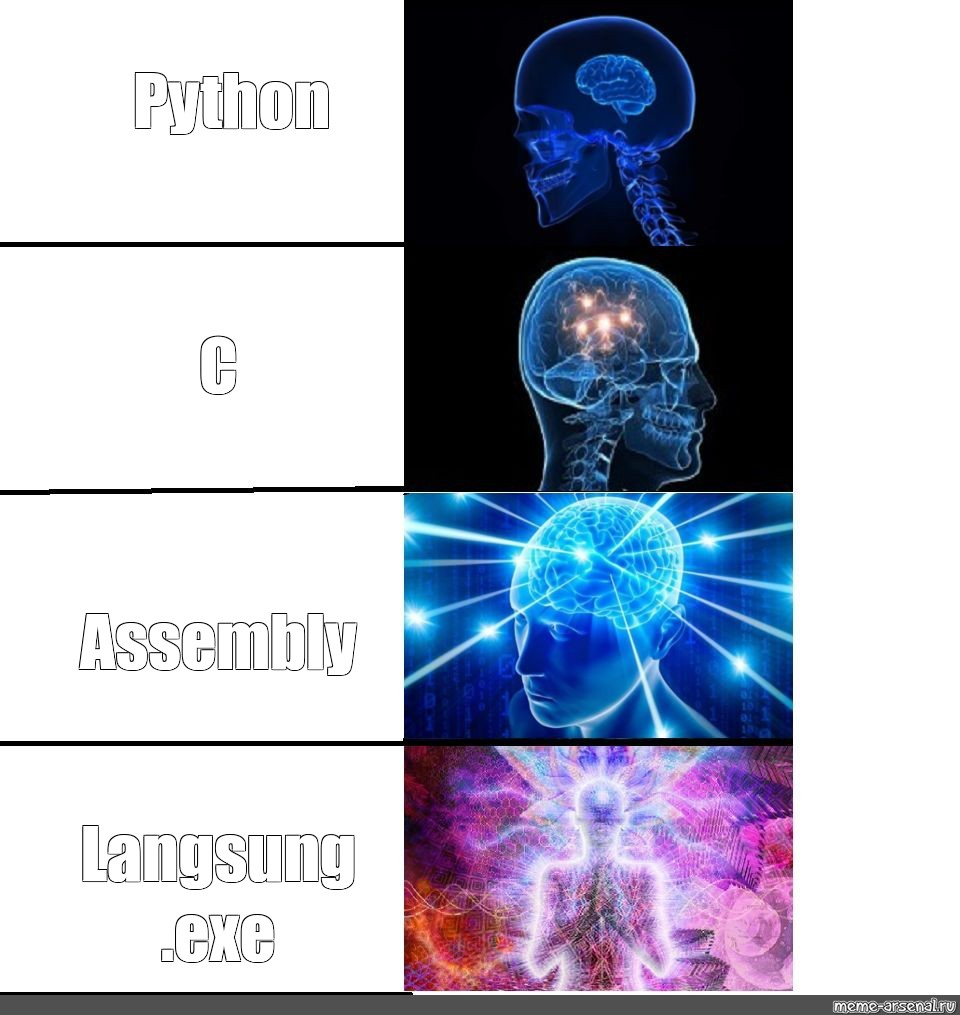 Python
C
Assembly
Langsung
.exe
meme-arsenal.ru